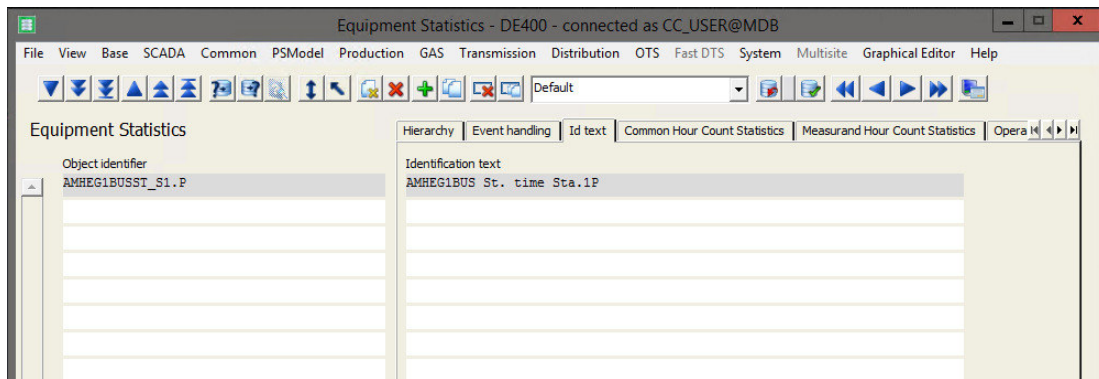 Equipment Statistics - DE400 - connected as CC_USER@MDB
File View Base SCADA Common PSModel Production GAS Transmission Distribution OTS Fast DTS System Multisite Graphical Editor Help
Default
Equipment Statistics
Hierarchy Event handling Id text Common Hour Count Statistics Measurand Hour Count Statistics Opera
Object identifier Identification text
AMHEG1BUSST_S1.P AMHEG1BUS St. time Sta.1P